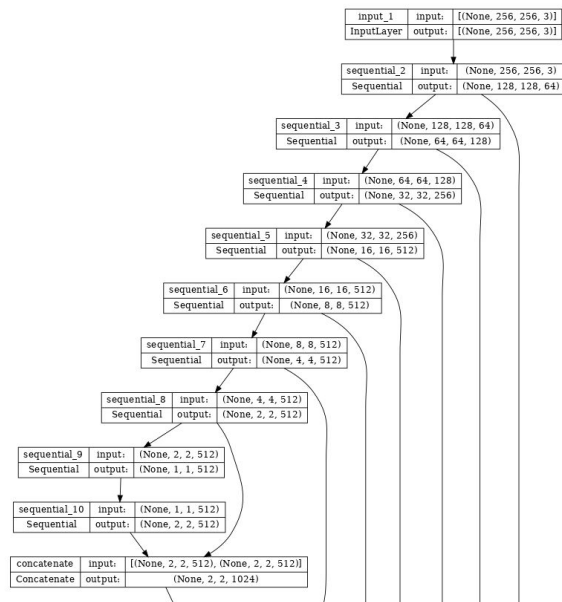 input_1 input: [(None, 256, 256, 3)]
InputLayer output: [(None, 256, 256, 3)]
sequential_2 input: (None, 256, 256, 3)
Sequential output: (None, 128, 128, 64)
sequential_3 input: (None, 128, 128, 64)
Sequential output: (None, 64, 64, 128)
sequential_4 input: (None, 64, 64, 128)
Sequential output: (None, 32, 32, 256)
sequential_5 input: (None, 32, 32, 256)
Sequential output: (None, 16, 16, 512)
sequential_6 input: (None, 16, 16, 512)
Sequential output: (None, 8, 8, 512)
sequential_7 input: (None, 8, 8, 512)
Sequential output: (None, 4, 4, 512)
sequential_8 input: (None, 4, 4, 512)
Sequential output: (None, 2, 2, 512)
sequential_9 input: (None, 2, 2, 512)
Sequential output: (None, 1, 1, 512)
sequential_10 input: (None, 1, 1, 512)
Sequential output: (None, 2, 2, 512)
concatenate input: [(None, 2, 2, 512), (None, 2, 2, 512)]
Concatenate output: (None, 2, 2, 1024)